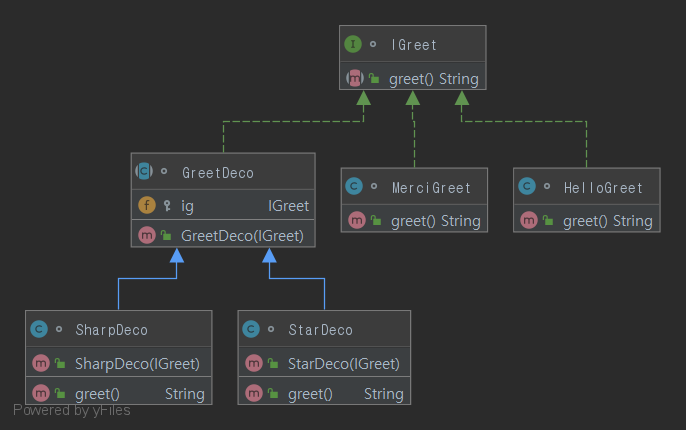 IGreet
greet() String
GreetDeco
ig IGreet
GreetDeco(IGreet)
MerciGreet
greet() String
HelloGreet
greet() String
SharpDeco
SharpDeco(IGreet)
greet() String
StarDeco
StarDeco(IGreet)
greet() String
Powered by yFiles